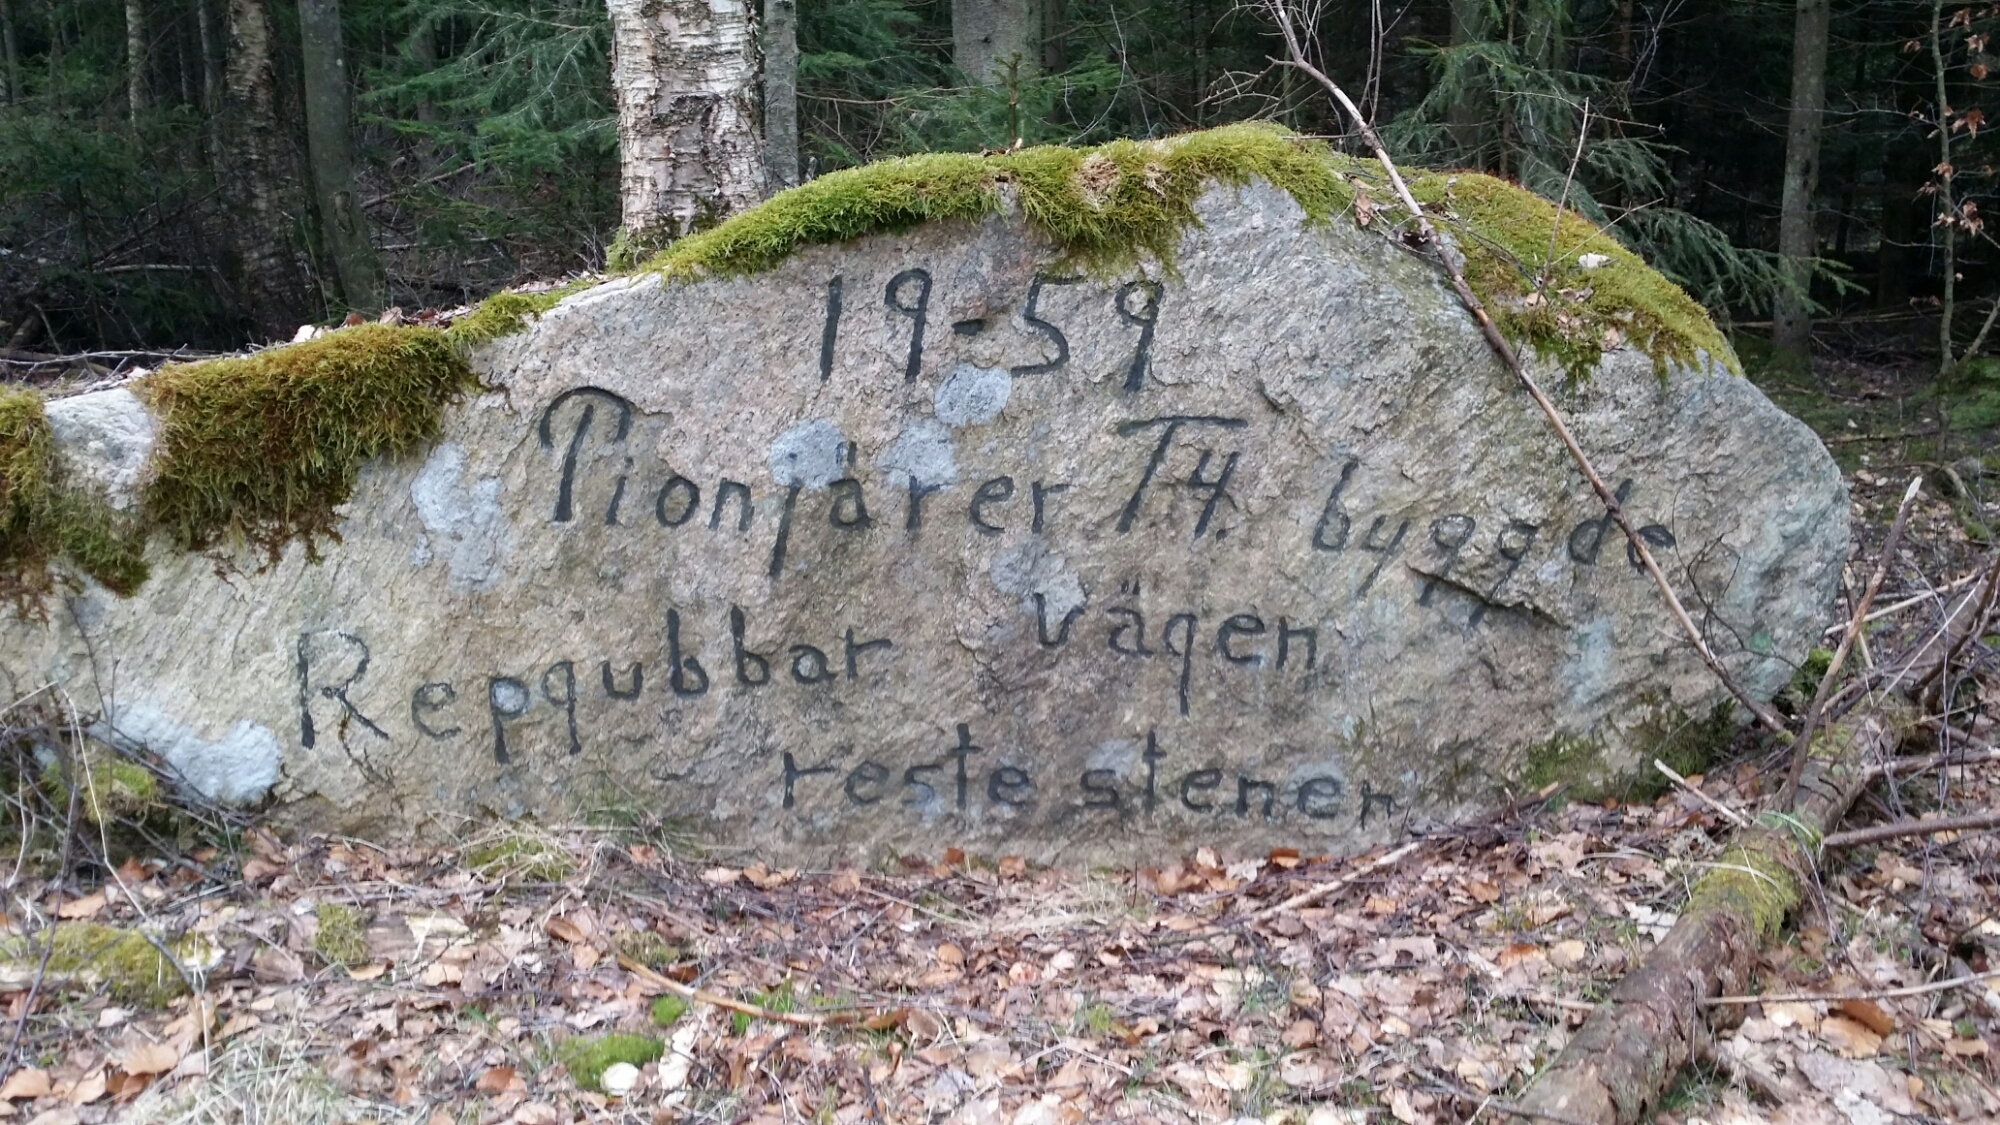 19-59
Pionjärer T4. byggde
Repgubbar vägen
reste stenen